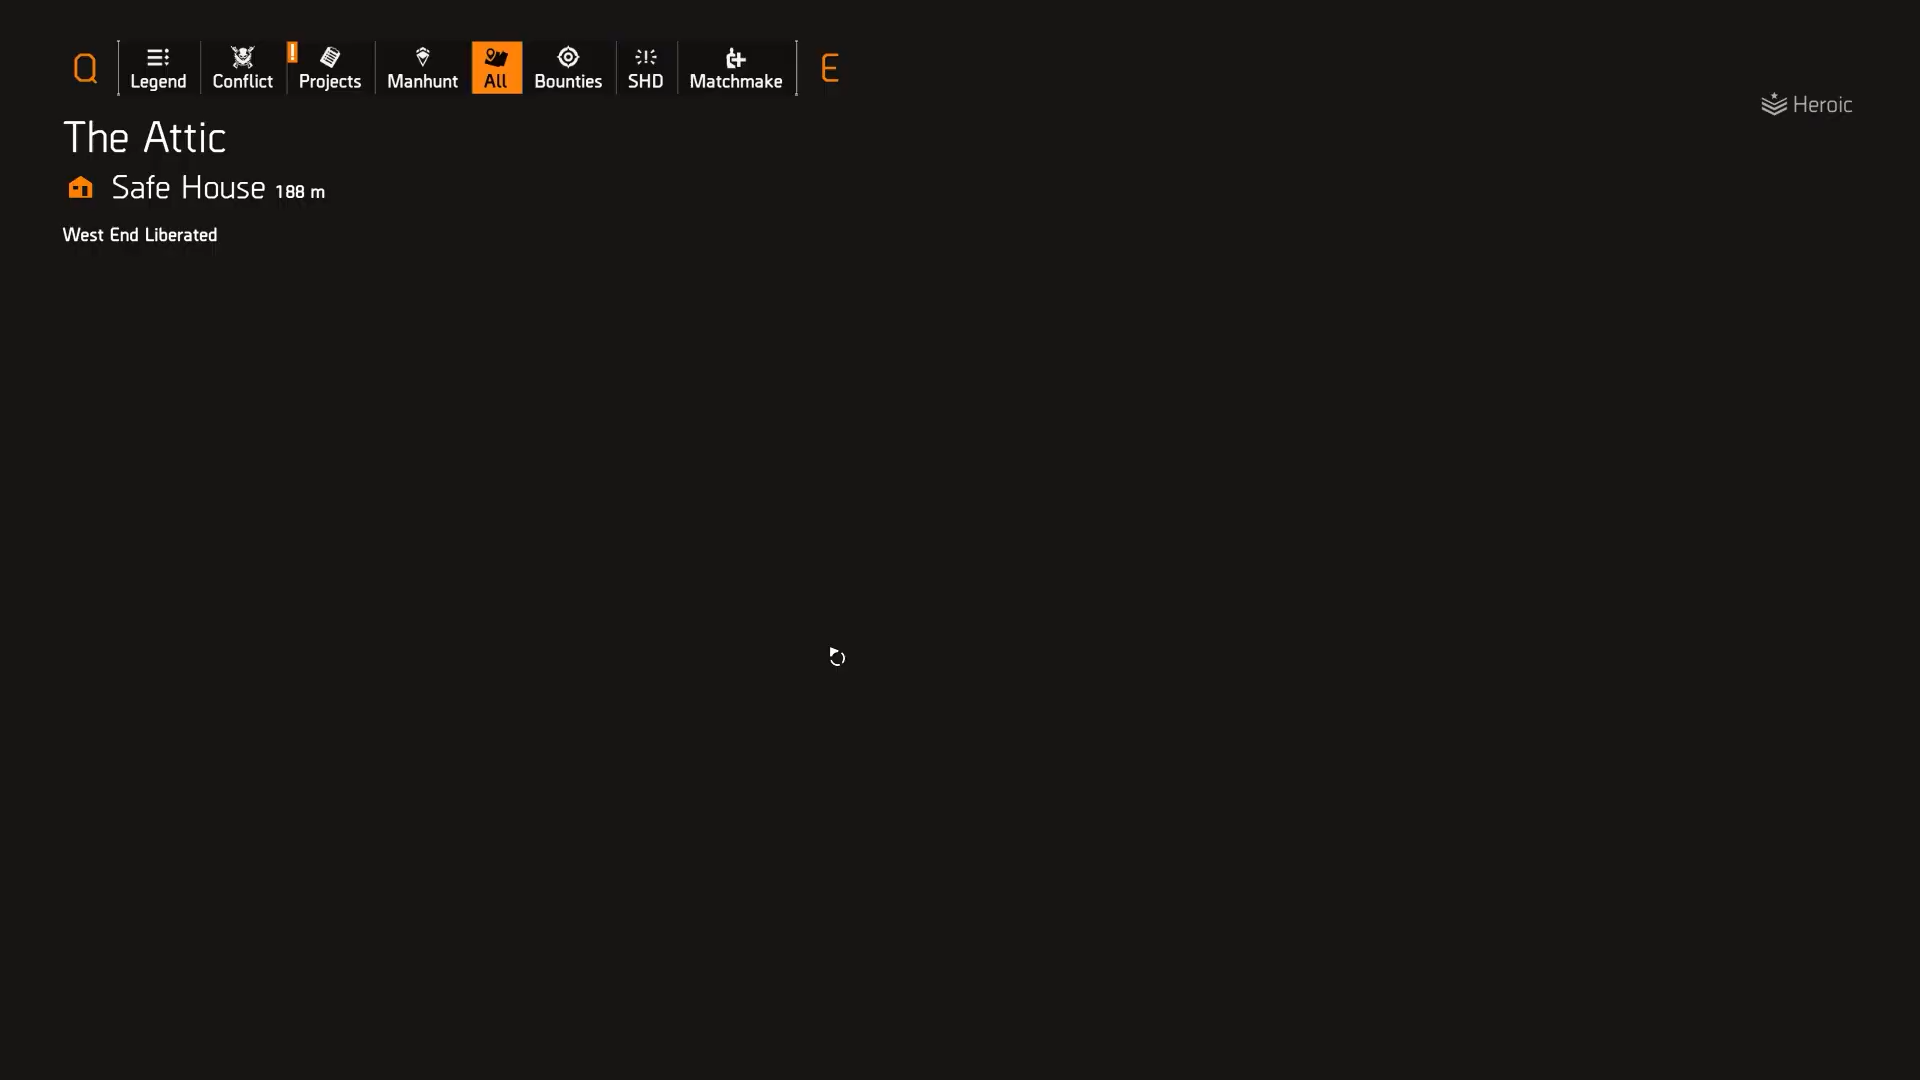 Q Legend Conflict ! Projects Manhunt All Bounties SHD Matchmake E
Heroic
The Attic
Safe House 188 m
West End Liberated